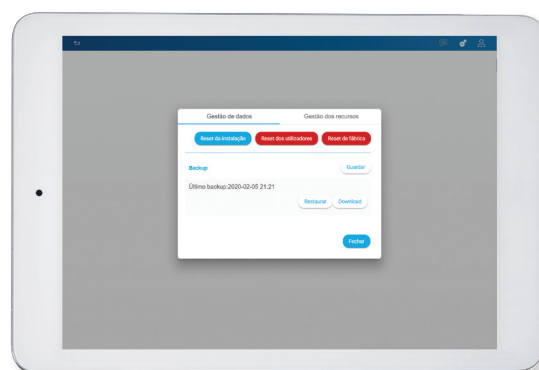 Gestão de dados
Gestão dos recursos
Reset da instalação
Reset dos utilizadores
Reset de fábrica
Backup
Guardar
Último backup:2020-02-05 21:21
Restaurar
Download
Fechar